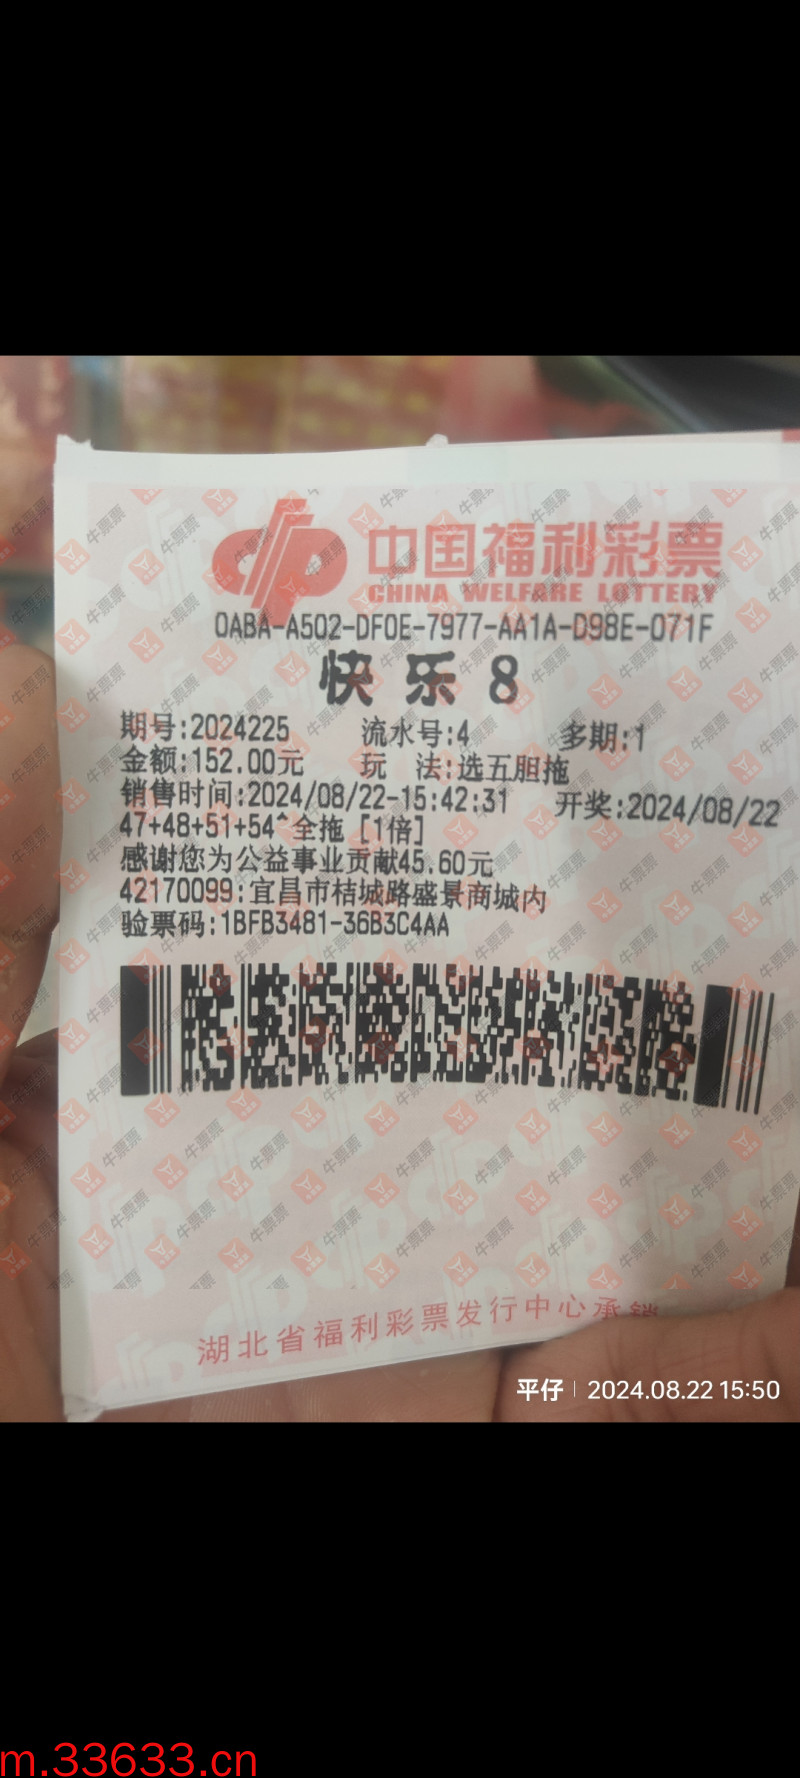 中国福利彩票
CHINA WELFARE LOTTERY
0ABA-A502-DF0E-7977-AA1A-D98E-071F
快乐8
期号:2024225 流水号:4 多期:1
金额:152.00元 玩 法:选五胆拖
销售时间:2024/08/22-15:42:31 开奖:2024/08/22
47+48+51+54^全拖 [1倍]
感谢您为公益事业贡献45.60元
42170099:宜昌市桔城路盛景商城内
验票码:1BFB3481-36B3C4AA
湖北省福利彩票发行中心承销
牛票票
平仔 | 2024.08.22 15:50
m.33633.cn